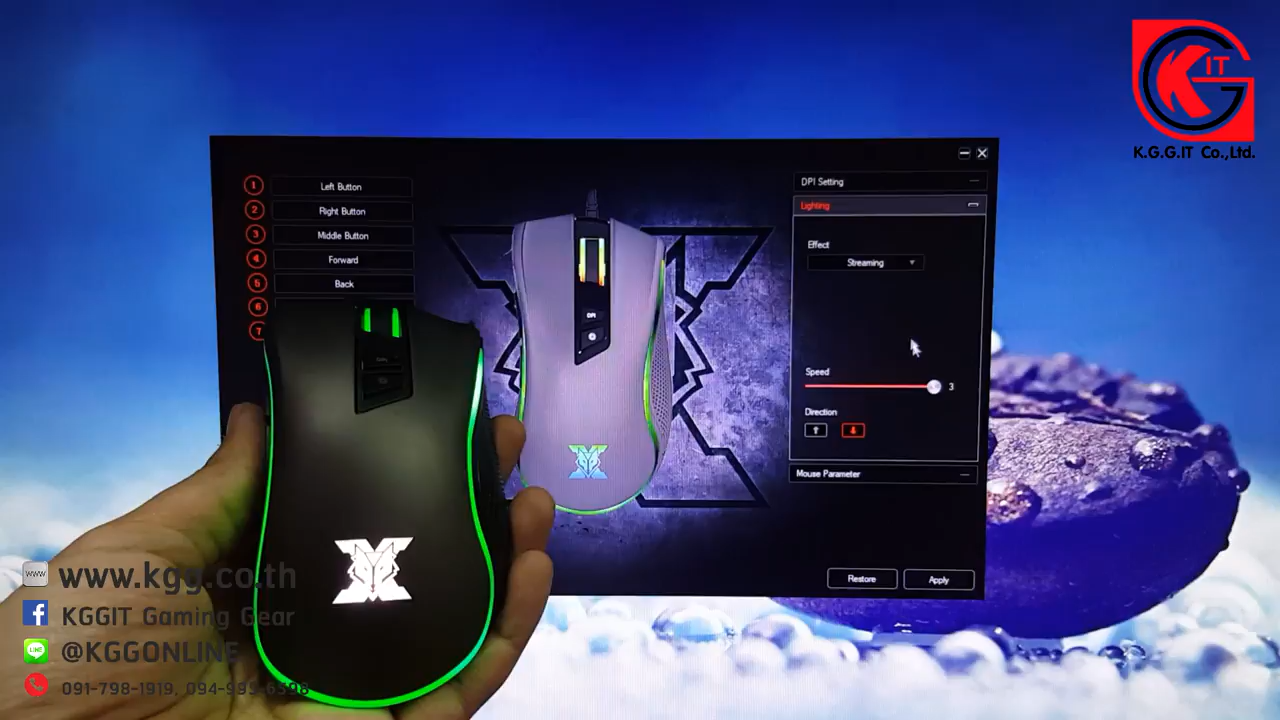 IT
K.G.G.IT Co.,Ltd.
1 Left Button
2 Right Button
3 Middle Button
4 Forward
5 Back
6
7
DPI
DPI Setting
Lighting
Effect
Streaming
Speed
3
Direction
Mouse Parameter
Restore
Apply
www www.kgg.co.th
KGGIT Gaming Gear
LINE @KGGONLINE
091-798-1919,